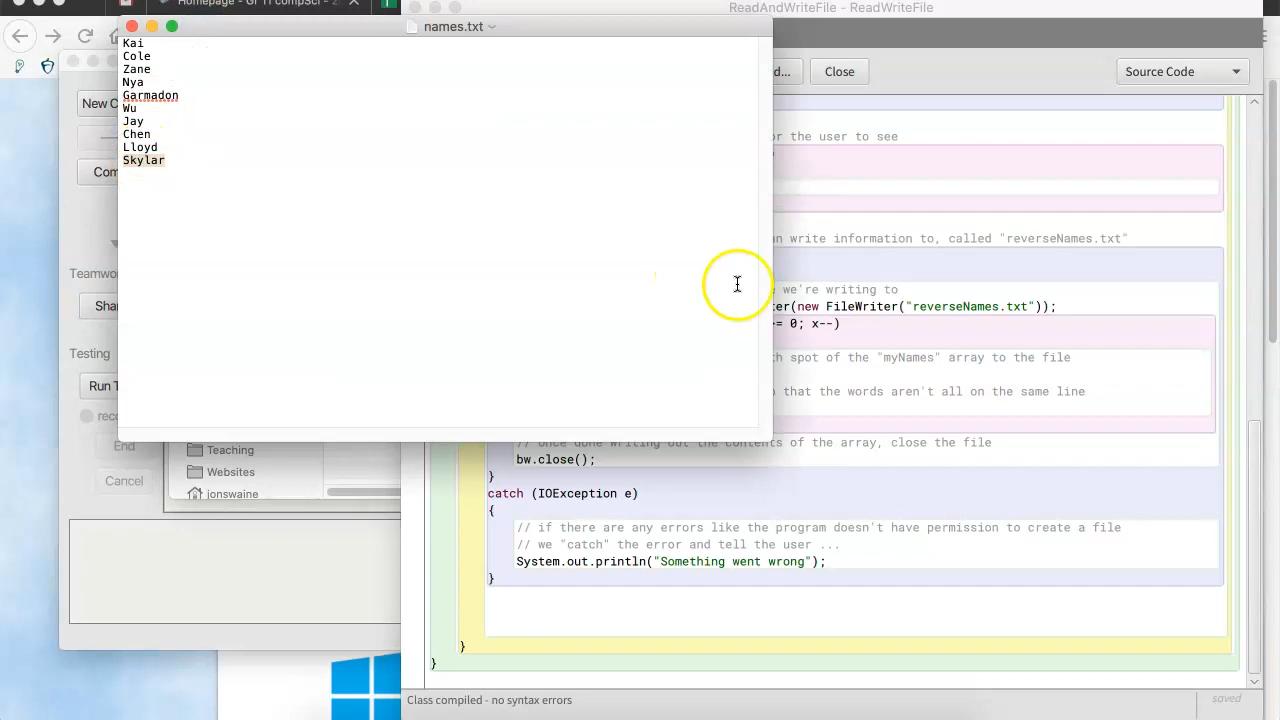 Homepage - Gr 11 compSci -
ReadAndWriteFile - ReadWriteFile
names.txt
Kai
Cole
Zane
Nya
Garmadon
Wu
Jay
Chen
Lloyd
Skylar
New C
Com
Teamwork
Shar
Testing
Run T
reco
End
Cancel
Teaching
Websites
jonswaine
d...
Close
Source Code
or the user to see
an write information to, called "reverseNames.txt"
e we're writing to
ter(new FileWriter("reverseNames.txt"));
= 0; x--)
th spot of the "myNames" array to the file
o that the words aren't all on the same line
// once done writing out the contents of the array, close the file
bw.close();
}
catch (IOException e)
{
// if there are any errors like the program doesn't have permission to create a file
// we "catch" the error and tell the user ...
System.out.println("Something went wrong");
}
}
}
Class compiled - no syntax errors
saved